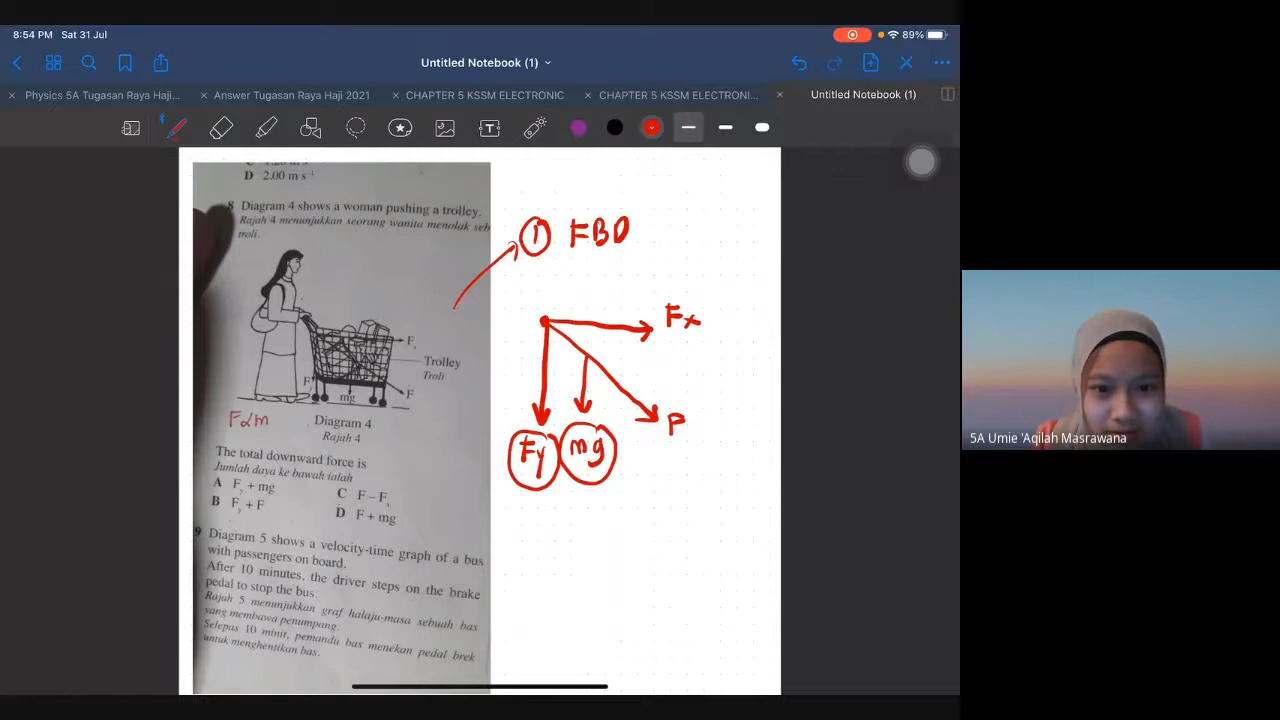 8:54 PM Sat 31 Jul
89%
Untitled Notebook (1)
Physics 5A Tugasan Raya Haji...
Answer Tugasan Raya Haji 2021
CHAPTER 5 KSSM ELECTRONIC
CHAPTER 5 KSSM ELECTRONI...
Untitled Notebook (1)
D 2.00 m s⁻¹
8 Diagram 4 shows a woman pushing a trolley.
Rajah 4 menunjukkan seorang wanita menolak seb
troli.
F
Trolley
Troli
F
F
mg
F α m
Diagram 4
Rajah 4
The total downward force is
Jumlah daya ke bawah ialah
A Fy + mg
C F – Fx
B Fy + F
D F + mg
9 Diagram 5 shows a velocity-time graph of a bus
with passengers on board.
After 10 minutes, the driver steps on the brake
pedal to stop the bus.
Rajah 5 menunjukkan graf halaju-masa sebuah bas
yang membawa penumpang.
Selepas 10 minit, pemandu bas menekan pedal brek
untuk menghentikan bas.
1 FBD
Fx
F
Fy
mg
5A Umie 'Aqilah Masrawana